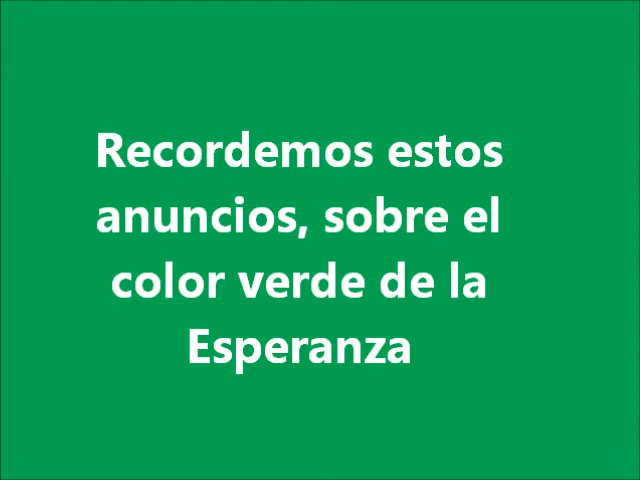 Recordemos estos
anuncios, sobre el
color verde de la
Esperanza